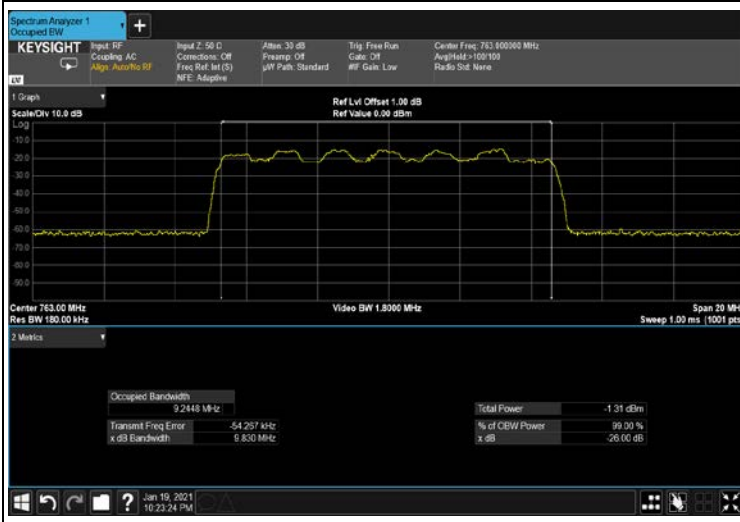 Spectrum Analyzer 1
Occupied BW
KEYSIGHT
Input: RF
Coupling: AC
Align: Auto/No RF
Input Z: 50 Ω
Corrections: Off
Freq Ref: Int (S)
NFE: Adaptive
Atten: 30 dB
Preamp: Off
µW Path: Standard
Trig: Free Run
Gate: Off
#IF Gain: Low
Center Freq: 763.000000 MHz
Avg|Hold:>100/100
Radio Std: None
1 Graph
Scale/Div 10.0 dB
Ref Lvl Offset 1.00 dB
Ref Value 0.00 dBm
Log
-10.0
-20.0
-30.0
-40.0
-50.0
-60.0
-70.0
-80.0
-90.0
Center 763.00 MHz
Video BW 1.8000 MHz
Span 20 MH
Res BW 180.00 kHz
Sweep 1.00 ms (1001 pts
2 Metrics
Occupied Bandwidth
9.2448 MHz
Total Power -1.31 dBm
Transmit Freq Error -54.267 kHz
% of OBW Power 99.00 %
x dB Bandwidth 9.830 MHz
x dB -26.00 dB
?
Jan 19, 2021
10:23:24 PM